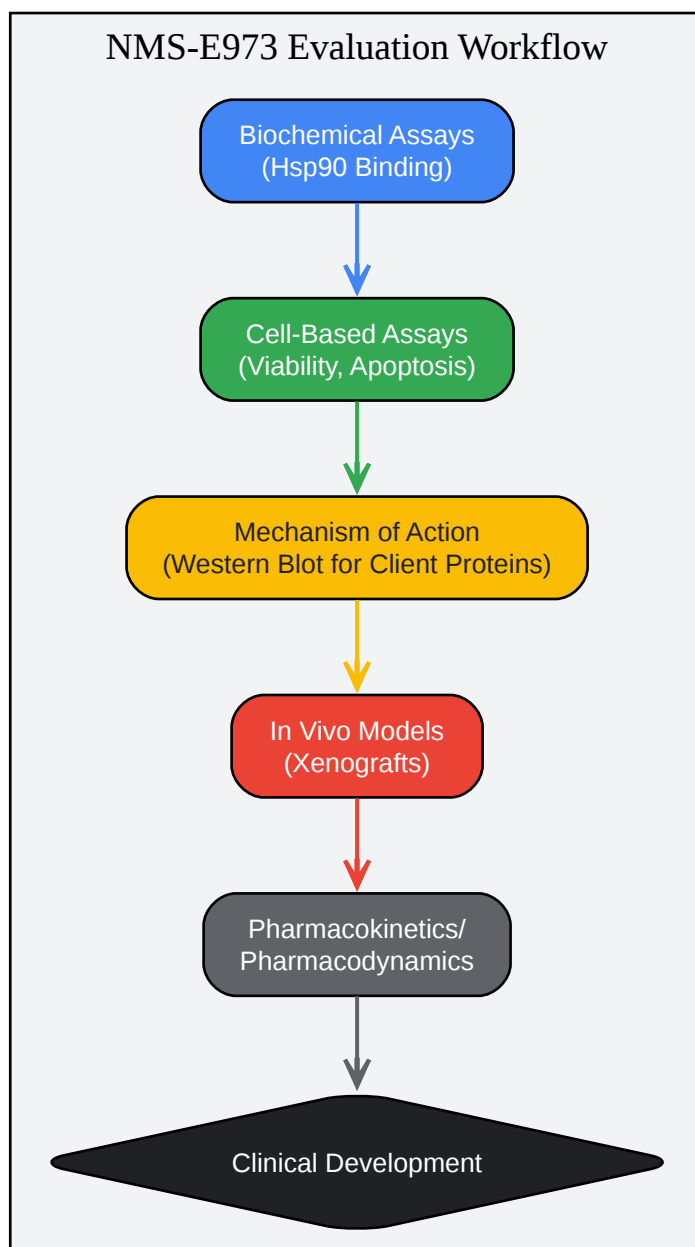 NMS-E973 Evaluation Workflow
Biochemical Assays
(Hsp90 Binding)
Cell-Based Assays
(Viability, Apoptosis)
Mechanism of Action
(Western Blot for Client Proteins)
In Vivo Models
(Xenografts)
Pharmacokinetics/
Pharmacodynamics
Clinical Development